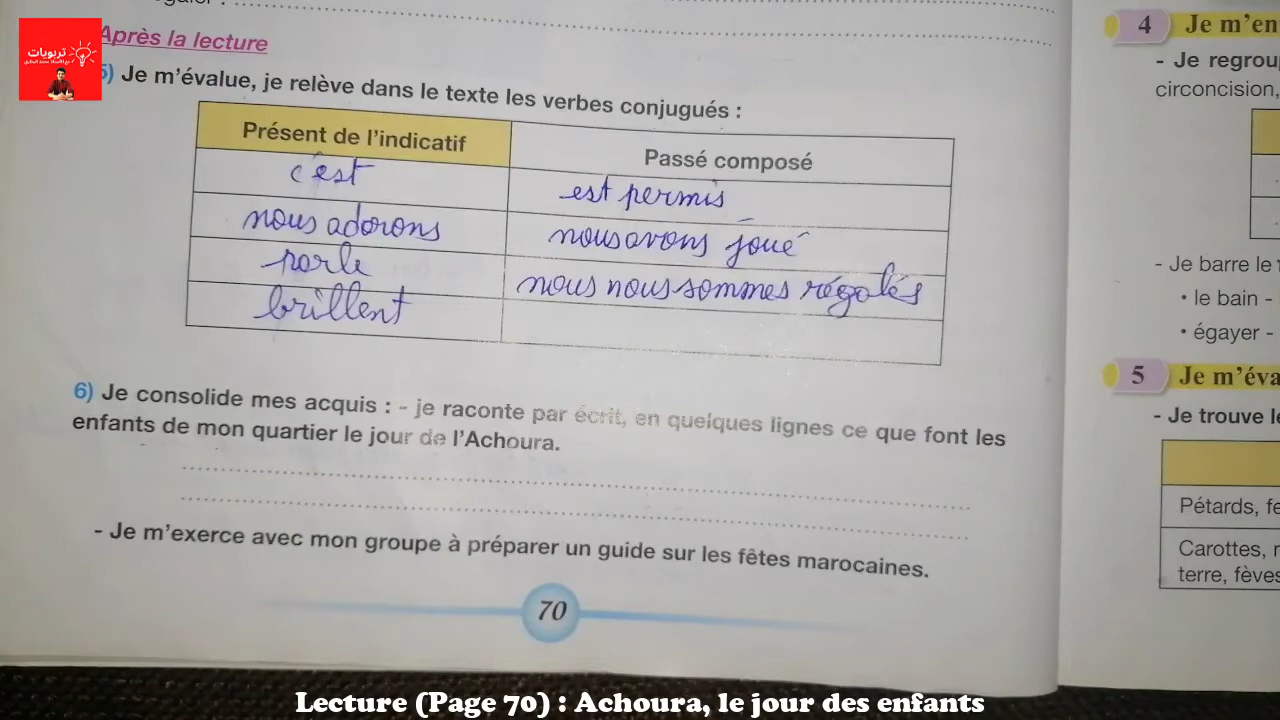 تربويات
Après la lecture
5) Je m'évalue, je relève dans le texte les verbes conjugués :
Présent de l'indicatif
Passé composé
c'est
est permis
nous adorons
nous avons joué
parle
nous nous sommes régalés
brillent
6) Je consolide mes acquis : - je raconte par écrit, en quelques lignes ce que font les
enfants de mon quartier le jour de l'Achoura.
- Je m'exerce avec mon groupe à préparer un guide sur les fêtes marocaines.
70
4 Je m'en
- Je regrou
circoncision,
- Je barre le
• le bain -
• égayer -
5 Je m'éva
- Je trouve le
Pétards, fe
Carottes, r
terre, fèves
Lecture (Page 70) : Achoura, le jour des enfants